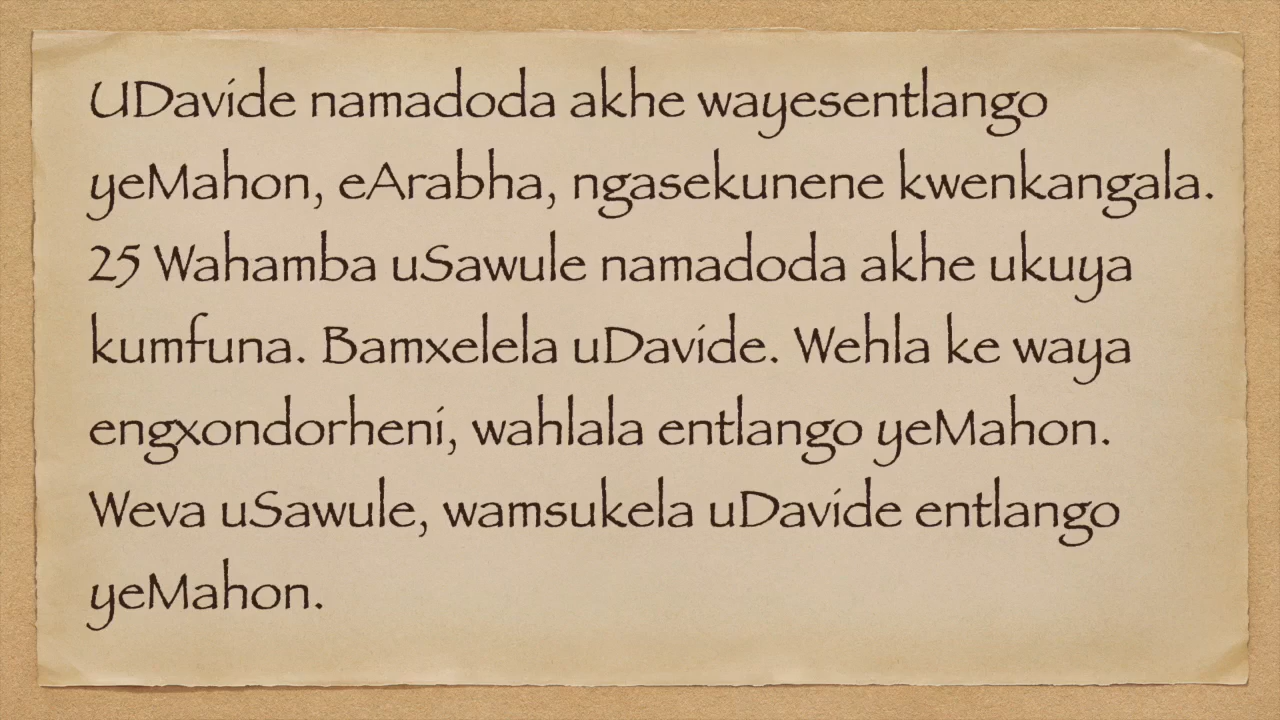 UDavide namadoda akhe wayesentlango
yeMahon, eArabha, ngasekunene kwenkangala.
25 Wahamba uSawule namadoda akhe ukuya
kumfuna. Bamxelela uDavide. Wehla ke waya
engxondorheni, wahlala entlango yeMahon.
Weva uSawule, wamsukela uDavide entlango
yeMahon.